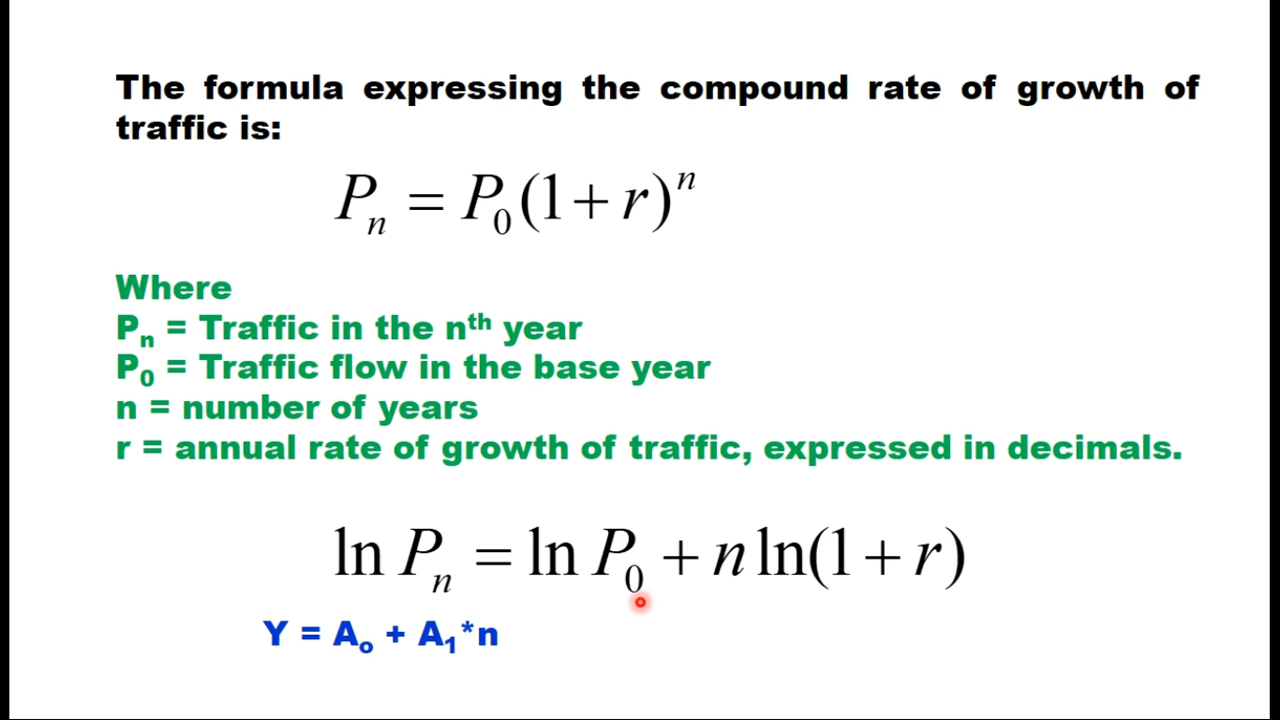 The formula expressing the compound rate of growth of
traffic is:
Pₙ = P₀(1 + r)ⁿ
Where
Pₙ = Traffic in the nᵗʰ year
P₀ = Traffic flow in the base year
n = number of years
r = annual rate of growth of traffic, expressed in decimals.
ln Pₙ = ln P₀ + n ln(1 + r)
Y = Aₒ + A₁*n